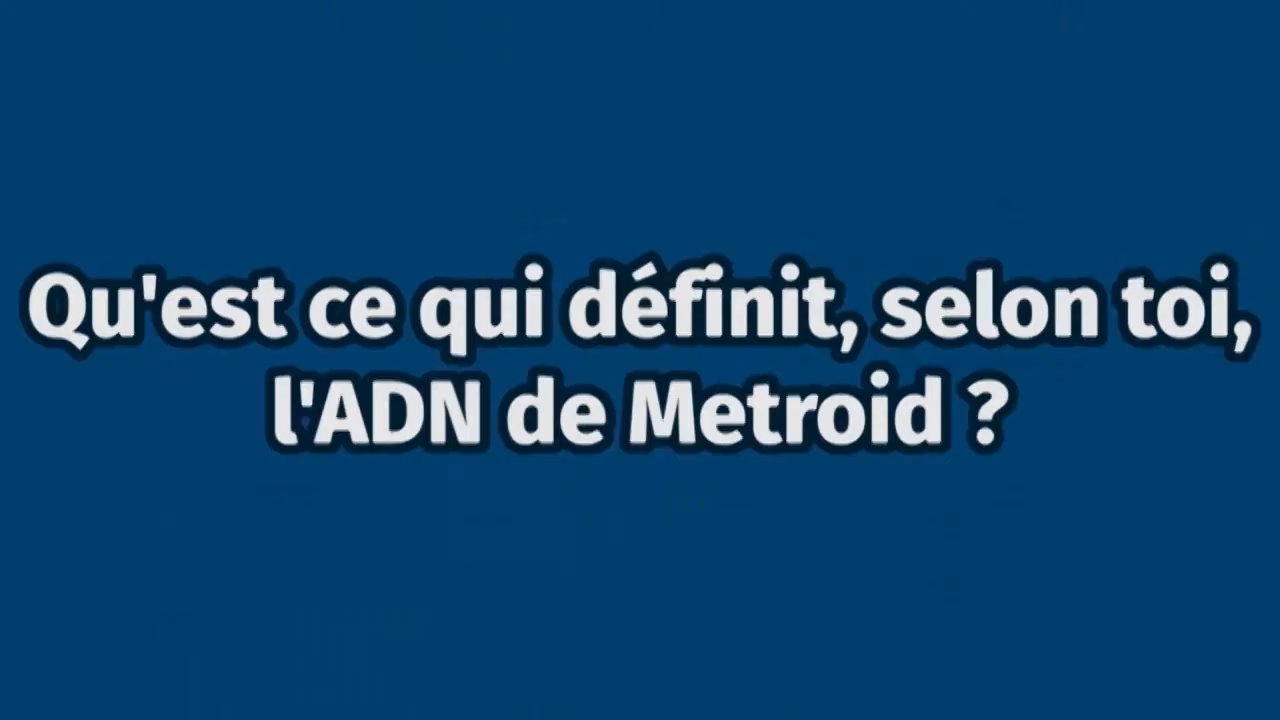 Qu'est ce qui définit, selon toi,
l'ADN de Metroid ?